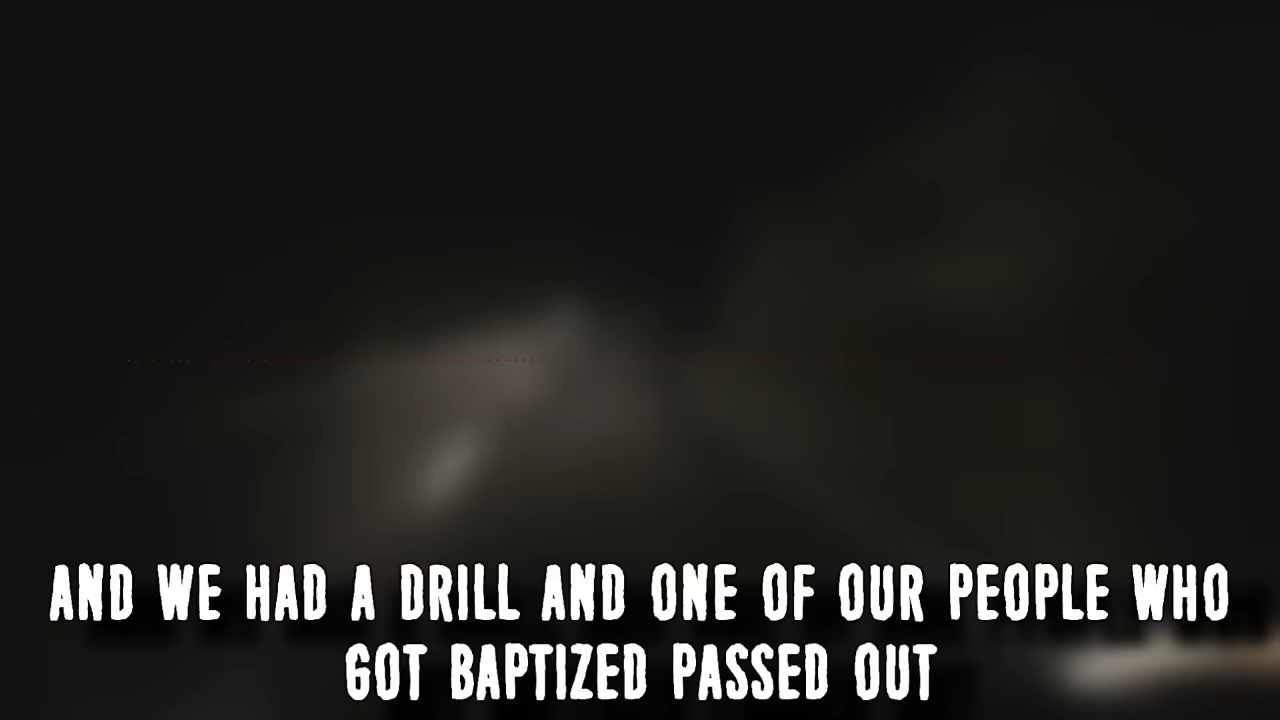 AND WE HAD A DRILL AND ONE OF OUR PEOPLE WHO
GOT BAPTIZED PASSED OUT